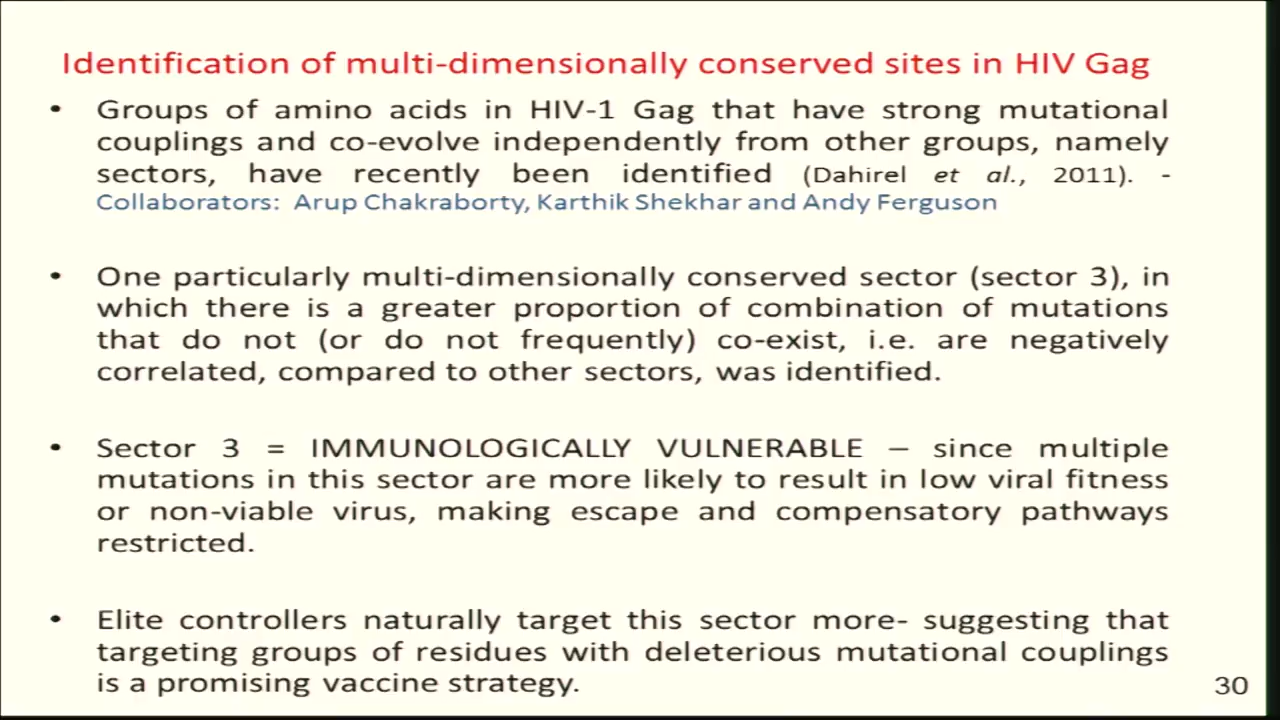 Identification of multi-dimensionally conserved sites in HIV Gag
• Groups of amino acids in HIV-1 Gag that have strong mutational
couplings and co-evolve independently from other groups, namely
sectors, have recently been identified (Dahirel et al., 2011). -
Collaborators: Arup Chakraborty, Karthik Shekhar and Andy Ferguson
• One particularly multi-dimensionally conserved sector (sector 3), in
which there is a greater proportion of combination of mutations
that do not (or do not frequently) co-exist, i.e. are negatively
correlated, compared to other sectors, was identified.
• Sector 3 = IMMUNOLOGICALLY VULNERABLE – since multiple
mutations in this sector are more likely to result in low viral fitness
or non-viable virus, making escape and compensatory pathways
restricted.
• Elite controllers naturally target this sector more- suggesting that
targeting groups of residues with deleterious mutational couplings
is a promising vaccine strategy.
30